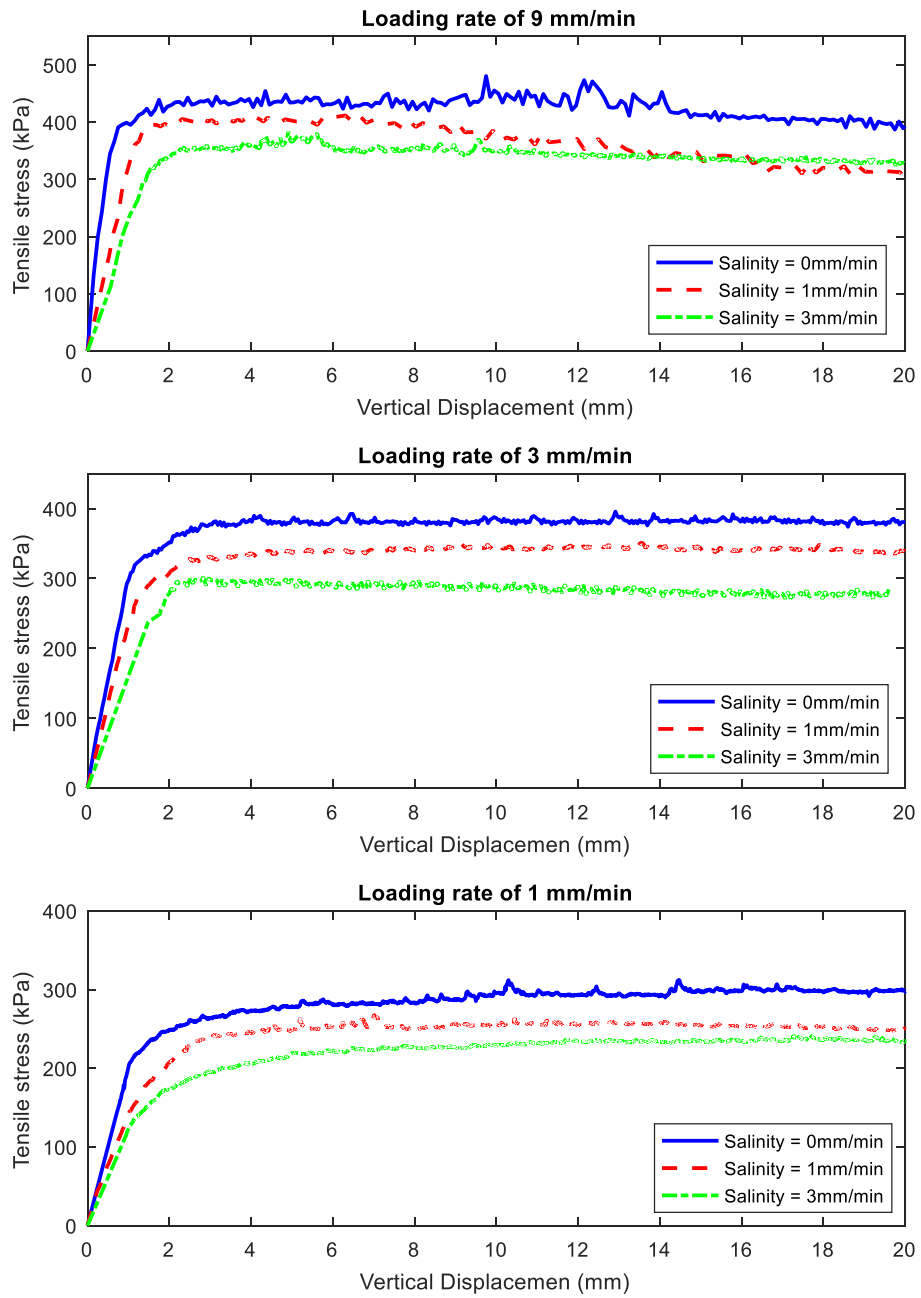 Loading rate of 9 mm/min
Tensile stress (kPa)
500
400
300
200
100
0
Salinity = 0mm/min
Salinity = 1mm/min
Salinity = 3mm/min
0 2 4 6 8 10 12 14 16 18 20
Vertical Displacement (mm)
Loading rate of 3 mm/min
Tensile stress (kPa)
400
300
200
100
0
Salinity = 0mm/min
Salinity = 1mm/min
Salinity = 3mm/min
0 2 4 6 8 10 12 14 16 18 20
Vertical Displacemen (mm)
Loading rate of 1 mm/min
Tensile stress (kPa)
400
300
200
100
0
Salinity = 0mm/min
Salinity = 1mm/min
Salinity = 3mm/min
0 2 4 6 8 10 12 14 16 18 20
Vertical Displacemen (mm)